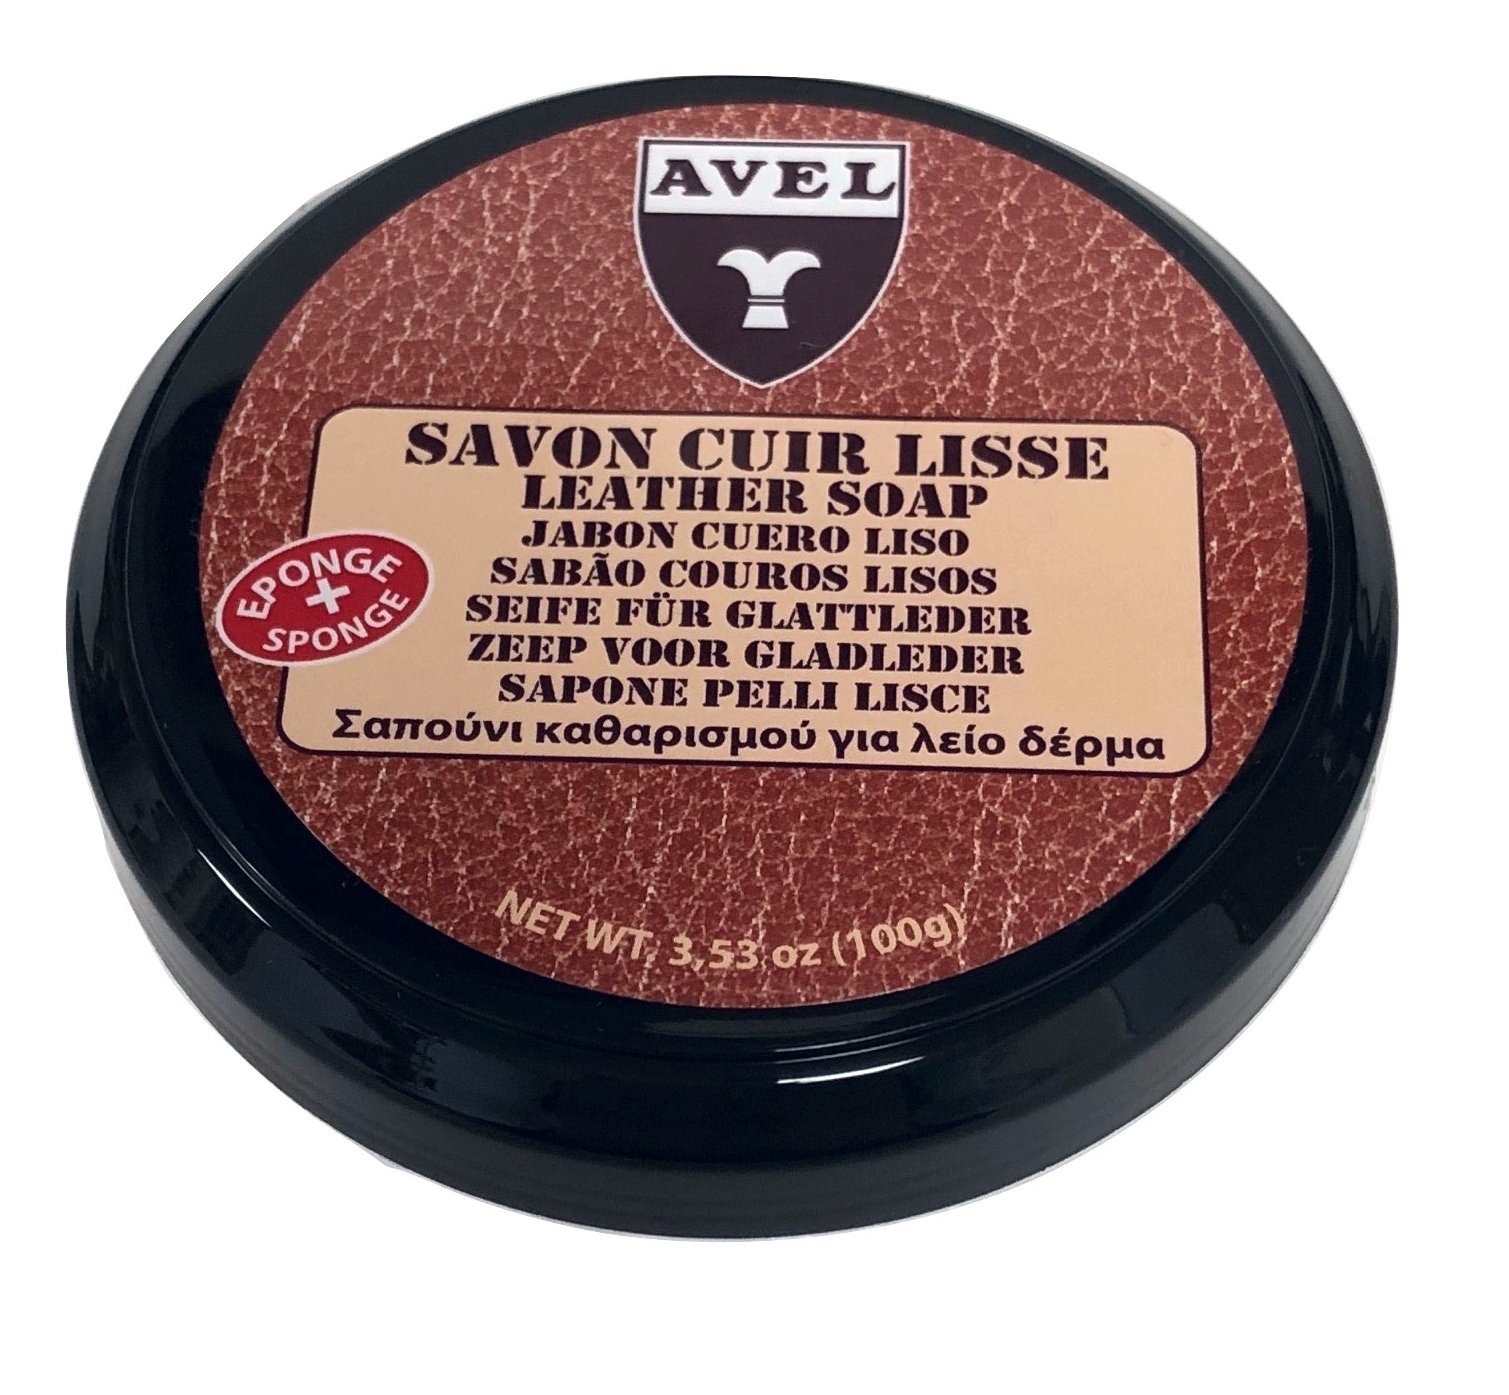 AVEL
SAVON CUIR LISSE
LEATHER SOAP
JABON CUERO LISO
SABÃO COUROS LISOS
SEIFE FÜR GLATTLEDER
ZEEP VOOR GLADLEDER
SAPONE PELLI LISCE
Σαπούνι καθαρισμού για λείο δέρμα
EPONGE
+
SPONGE
NET WT, 3,53 oz (100g)